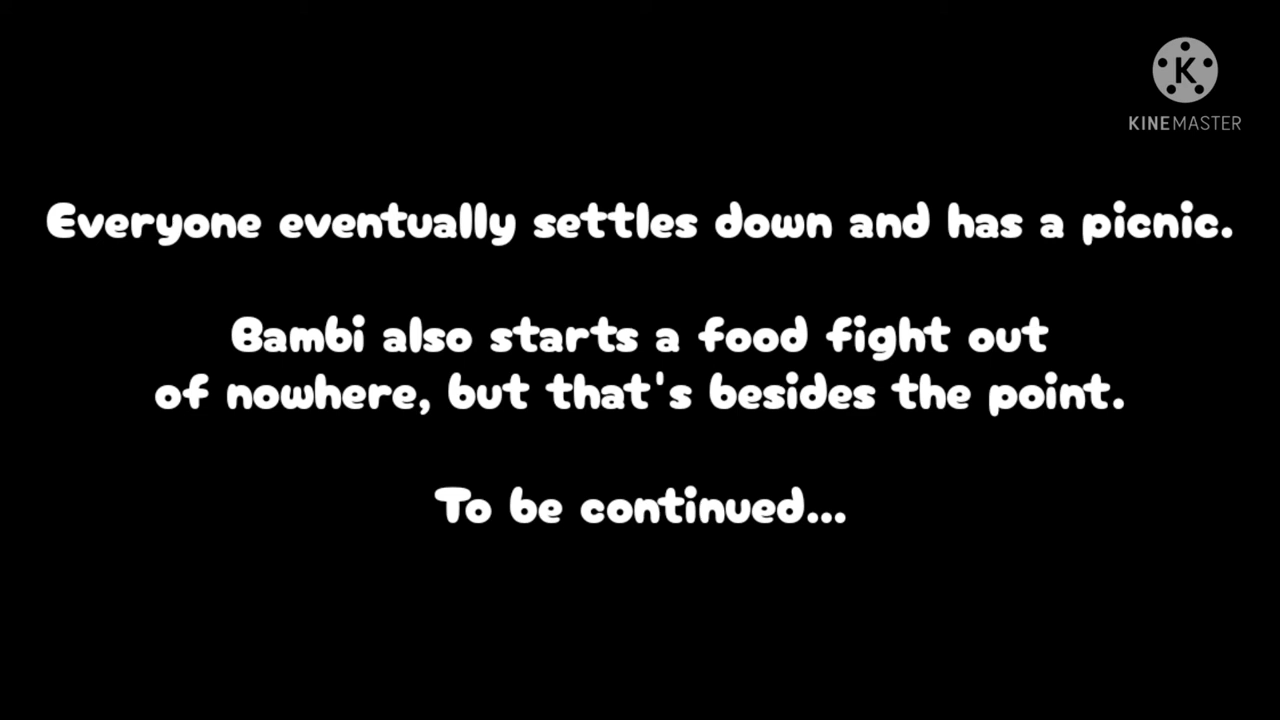 K
KINEMASTER
Everyone eventually settles down and has a picnic.
Bambi also starts a food fight out
of nowhere, but that's besides the point.
To be continued...